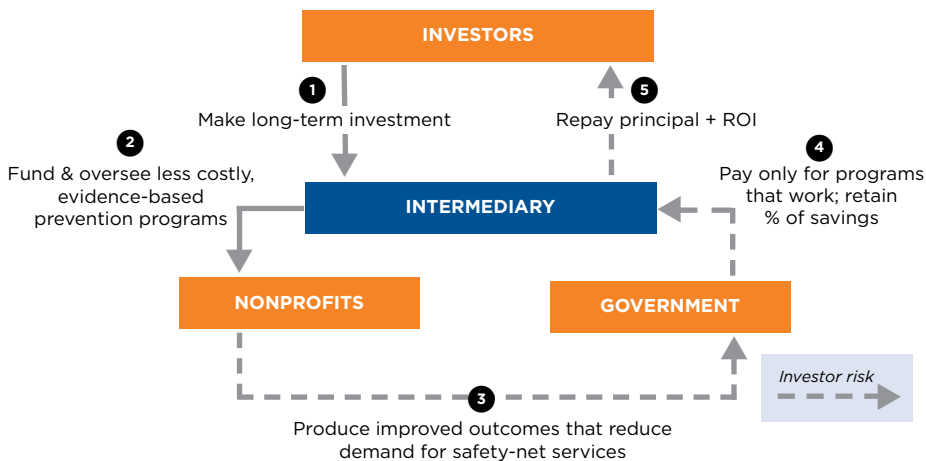 INVESTORS
1
Make long-term investment
5
Repay principal + ROI
2
Fund & oversee less costly,
evidence-based
prevention programs
4
Pay only for programs
that work; retain
% of savings
INTERMEDIARY
NONPROFITS
GOVERNMENT
Investor risk
3
Produce improved outcomes that reduce
demand for safety-net services